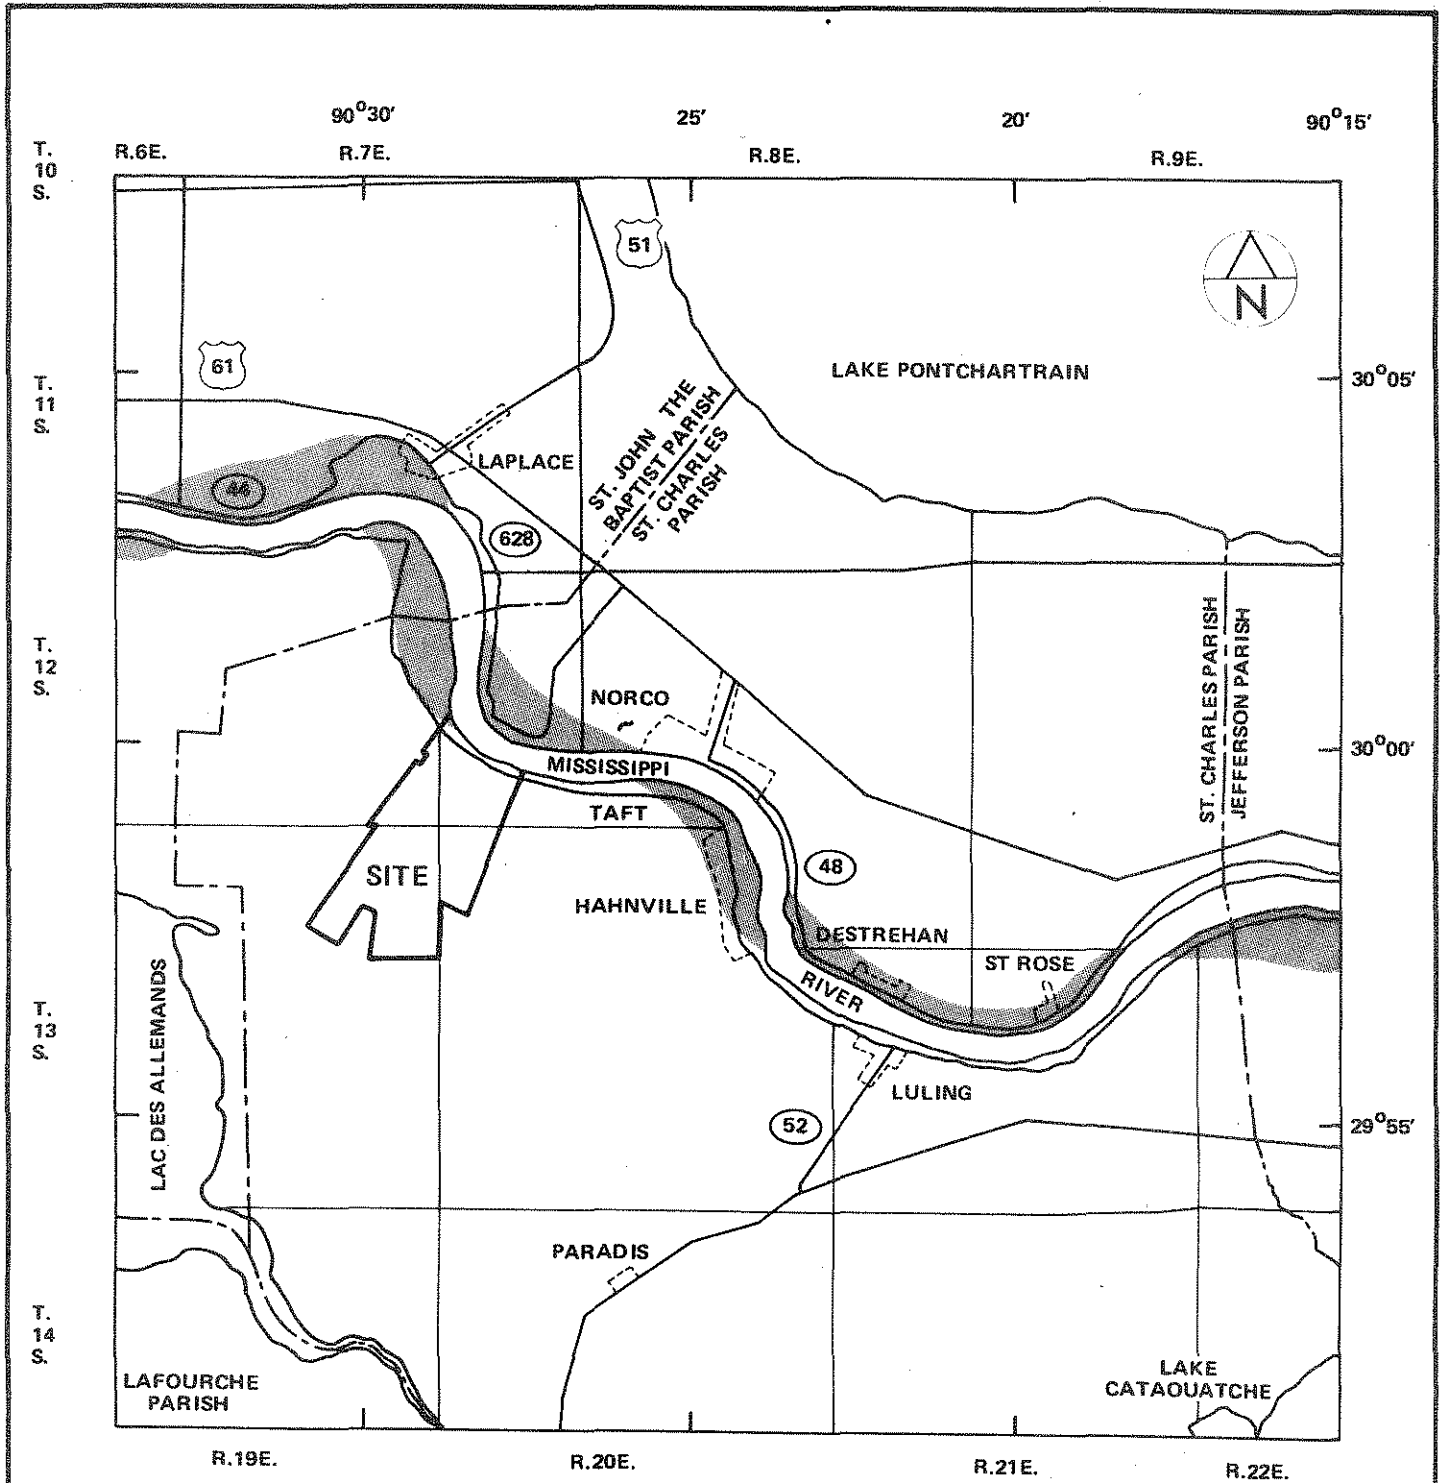 90°30′ 25′ 20′ 90°15′
T.
10
S.
R.6E. R.7E. R.8E. R.9E.
51
N
61
LAKE PONTCHARTRAIN
30°05′
T.
11
S.
ST. JOHN THE
BAPTIST PARISH
ST. CHARLES
PARISH
LAPLACE
44
628
T.
12
S.
ST. CHARLES PARISH
JEFFERSON PARISH
NORCO
30°00′
MISSISSIPPI
TAFT
SITE
48
HAHNVILLE
DESTREHAN
ST ROSE
RIVER
T.
13
S.
LAC DES ALLEMANDS
LULING
52
29°55′
PARADIS
T.
14
S.
LAFOURCHE
PARISH
LAKE
CATAOUATCHE
R.19E. R.20E. R.21E. R.22E.